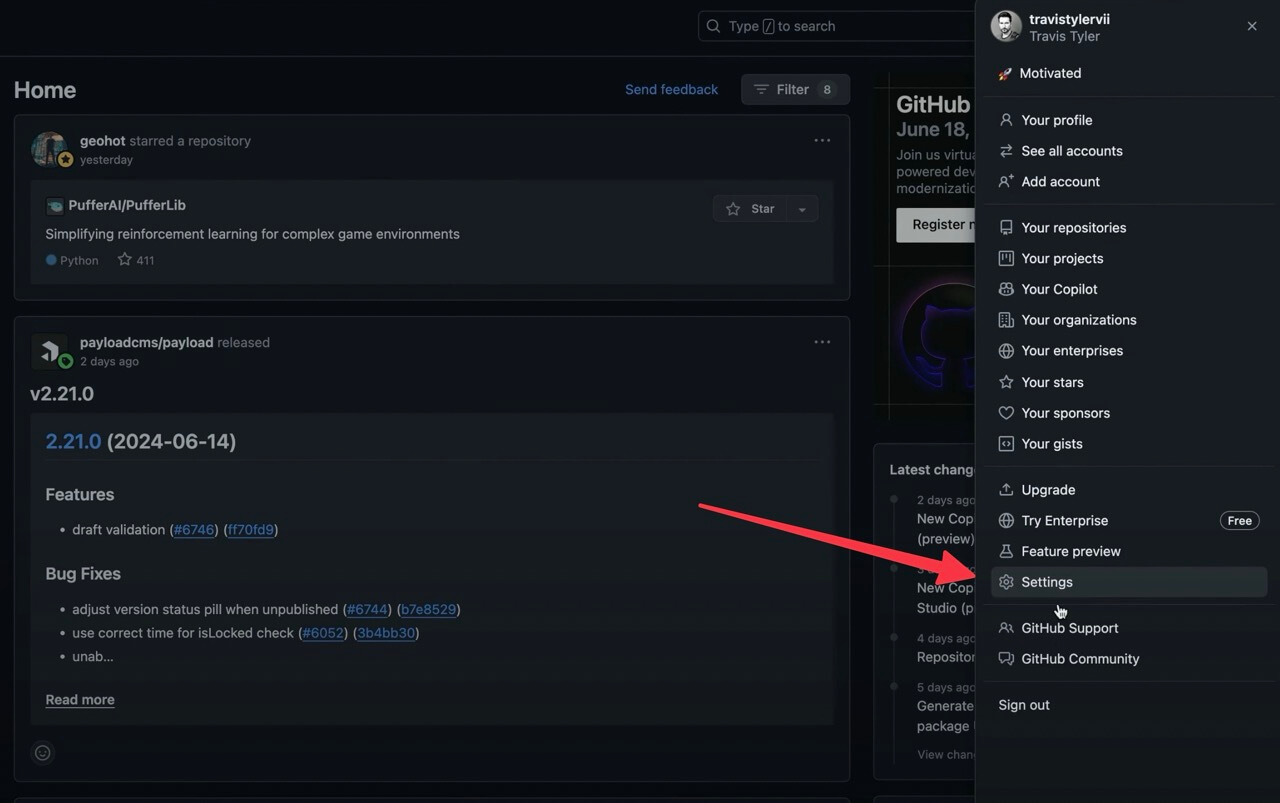 Type / to search
Home
Send feedback
Filter 8
geohot starred a repository
yesterday
PufferAI/PufferLib
Star
Simplifying reinforcement learning for complex game environments
Python 411
payloadcms/payload released
2 days ago
v2.21.0
2.21.0 (2024-06-14)
Features
• draft validation (#6746) (ff70fd9)
Bug Fixes
• adjust version status pill when unpublished (#6744) (b7e8529)
• use correct time for isLocked check (#6052) (3b4bb30)
• unab...
Read more
GitHub
June 18,
Join us virtu
powered dev
modernizatio
Register
Latest chang
2 days ago
New Cop
(preview)
New Cop
Studio (p
4 days ago
Repositor
5 days ago
Generate
package
View chan
travistylervii
Travis Tyler
Motivated
Your profile
See all accounts
Add account
Your repositories
Your projects
Your Copilot
Your organizations
Your enterprises
Your stars
Your sponsors
Your gists
Upgrade
Try Enterprise Free
Feature preview
Settings
GitHub Support
GitHub Community
Sign out